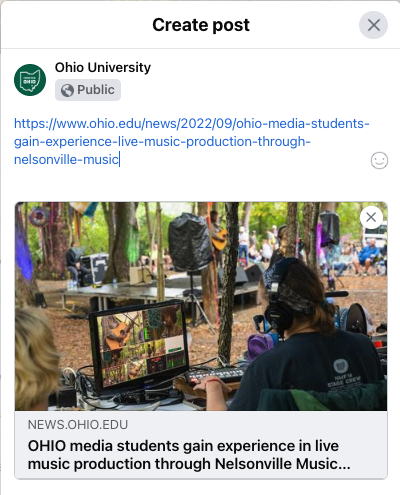 Create post
Ohio University
Public
https://www.ohio.edu/news/2022/09/ohio-media-students-
gain-experience-live-music-production-through-
nelsonville-music
NEWS.OHIO.EDU
OHIO media students gain experience in live
music production through Nelsonville Music...